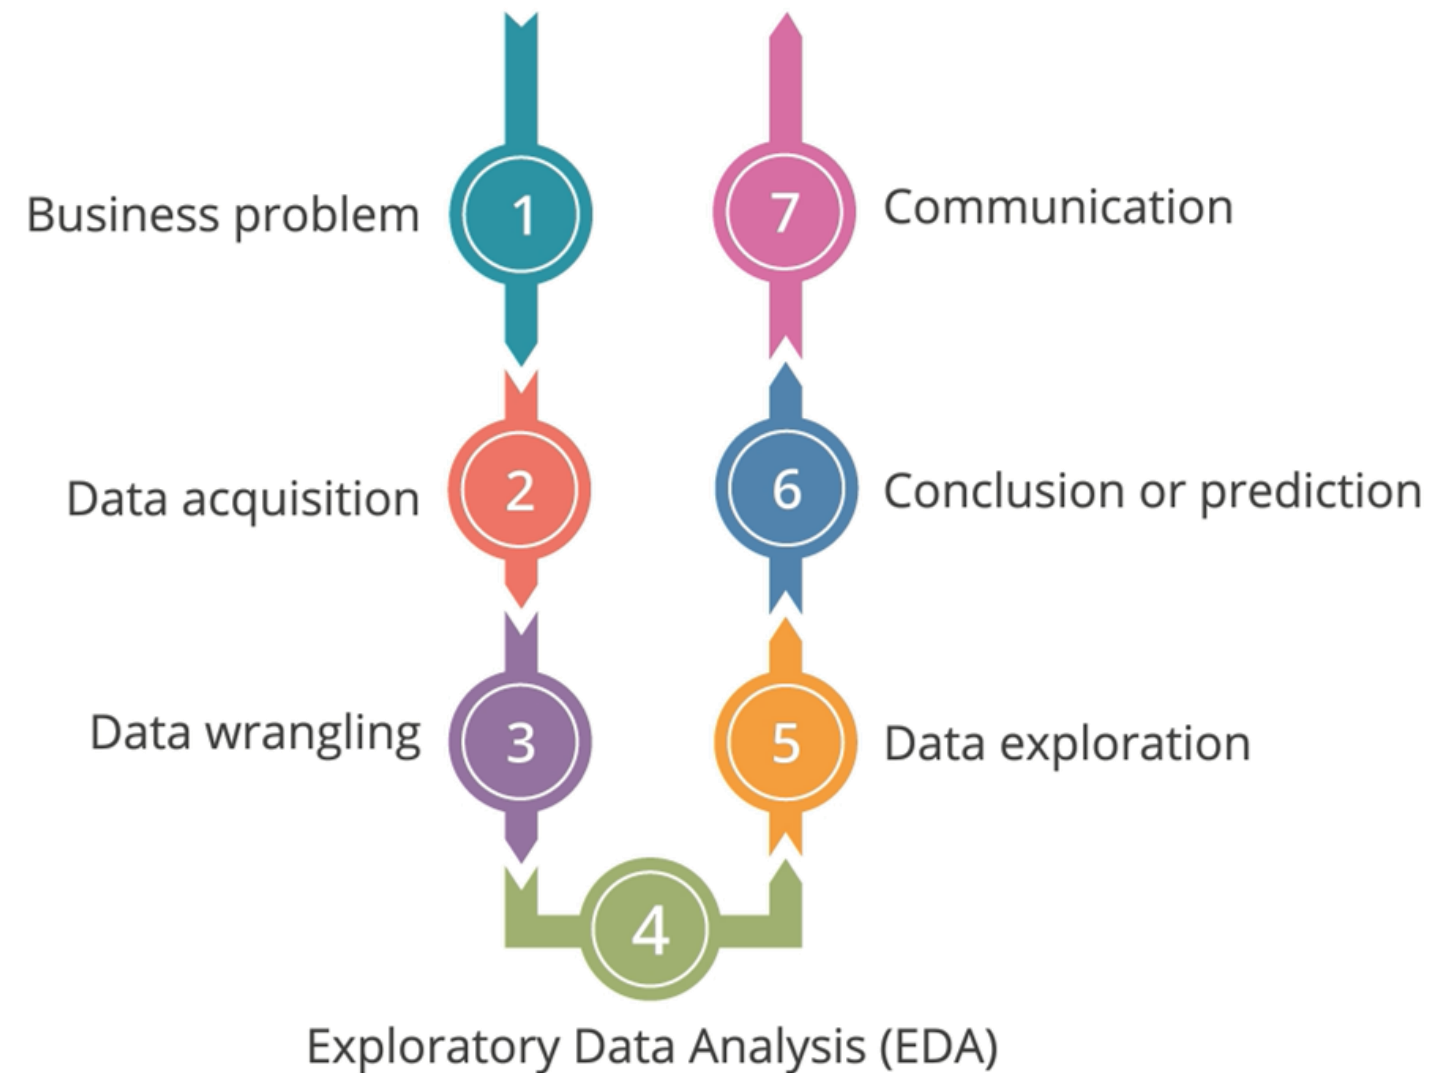 Business problem
1
Data acquisition
2
Data wrangling
3
4
Exploratory Data Analysis (EDA)
5
Data exploration
6
Conclusion or prediction
7
Communication